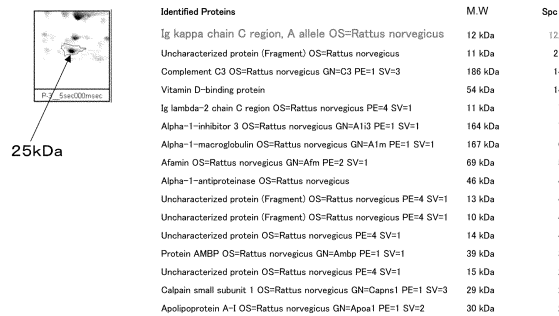 Identified Proteins M.W Spc
Ig kappa chain C region, A allele OS=Rattus norvegicus 12 kDa 12
Uncharacterized protein (Fragment) OS=Rattus norvegicus 11 kDa 2
Complement C3 OS=Rattus norvegicus GN=C3 PE=1 SV=3 186 kDa
Vitamin D-binding protein 54 kDa
Ig lambda-2 chain C region OS=Rattus norvegicus PE=4 SV=1 11 kDa
Alpha-1-inhibitor 3 OS=Rattus norvegicus GN=A1i3 PE=1 SV=1 164 kDa
Alpha-1-macroglobulin OS=Rattus norvegicus GN=A1m PE=1 SV=1 167 kDa
Afamin OS=Rattus norvegicus GN=Afm PE=2 SV=1 69 kDa
Alpha-1-antiproteinase OS=Rattus norvegicus 46 kDa
Uncharacterized protein (Fragment) OS=Rattus norvegicus PE=4 SV=1 13 kDa
Uncharacterized protein (Fragment) OS=Rattus norvegicus PE=4 SV=1 10 kDa
Uncharacterized protein OS=Rattus norvegicus PE=4 SV=1 14 kDa
Protein AMBP OS=Rattus norvegicus GN=Ambp PE=1 SV=1 39 kDa
Uncharacterized protein OS=Rattus norvegicus PE=4 SV=1 15 kDa
Calpain small subunit 1 OS=Rattus norvegicus GN=Capns1 PE=1 SV=3 29 kDa
Apolipoprotein A-I OS=Rattus norvegicus GN=Apoa1 PE=1 SV=2 30 kDa
5sec000msec
25kDa